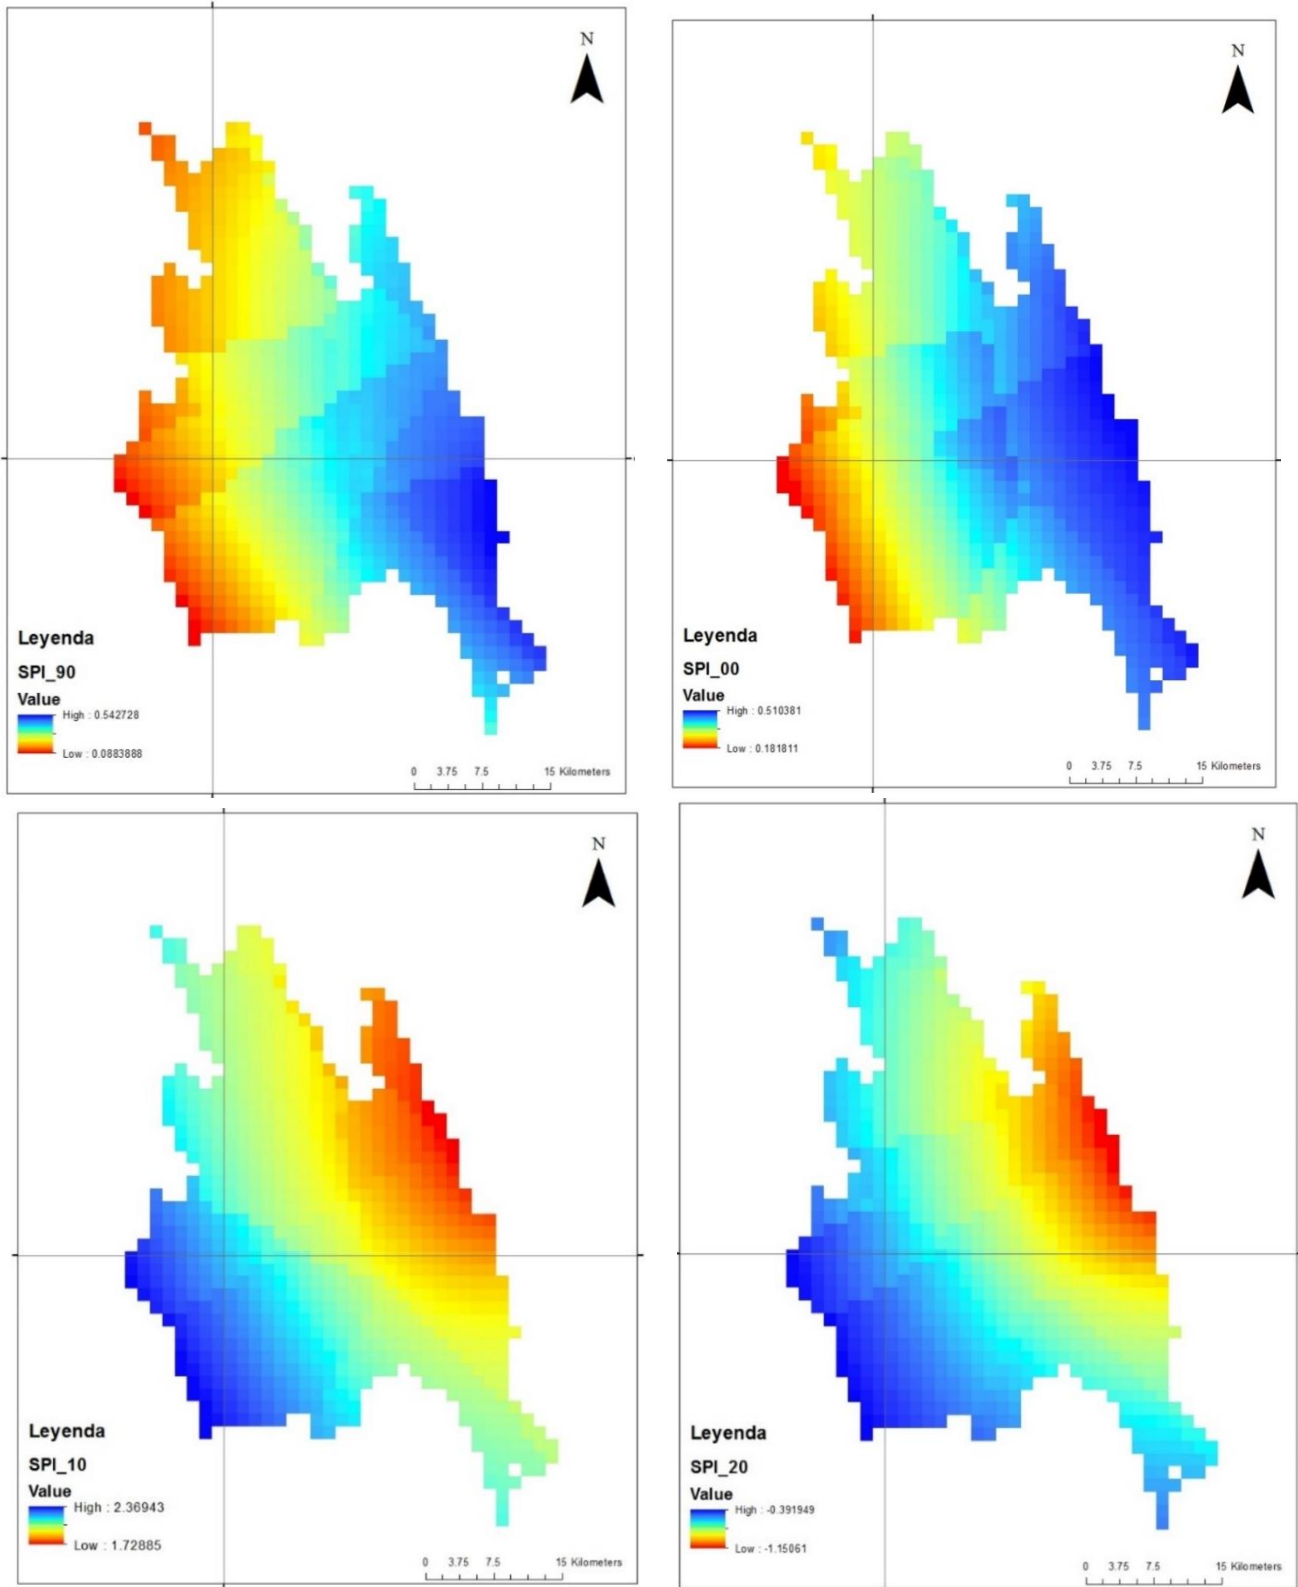 N
Leyenda
SPI_90
Value
High : 0.542728
Low : 0.0883888
0 3.75 7.5 15 Kilometers
N
Leyenda
SPI_00
Value
High : 0.510381
Low : 0.181811
0 3.75 7.5 15 Kilometers
N
Leyenda
SPI_10
Value
High : 2.36943
Low : 1.72885
0 3.75 7.5 15 Kilometers
N
Leyenda
SPI_20
Value
High : -0.391949
Low : -1.15061
0 3.75 7.5 15 Kilometers